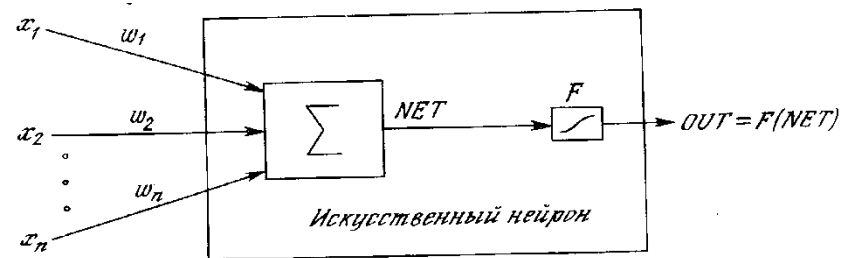 x₁ w₁
x₂ w₂
wₙ
xₙ
Σ
NET
F
OUT = F(NET)
Искусственный нейрон